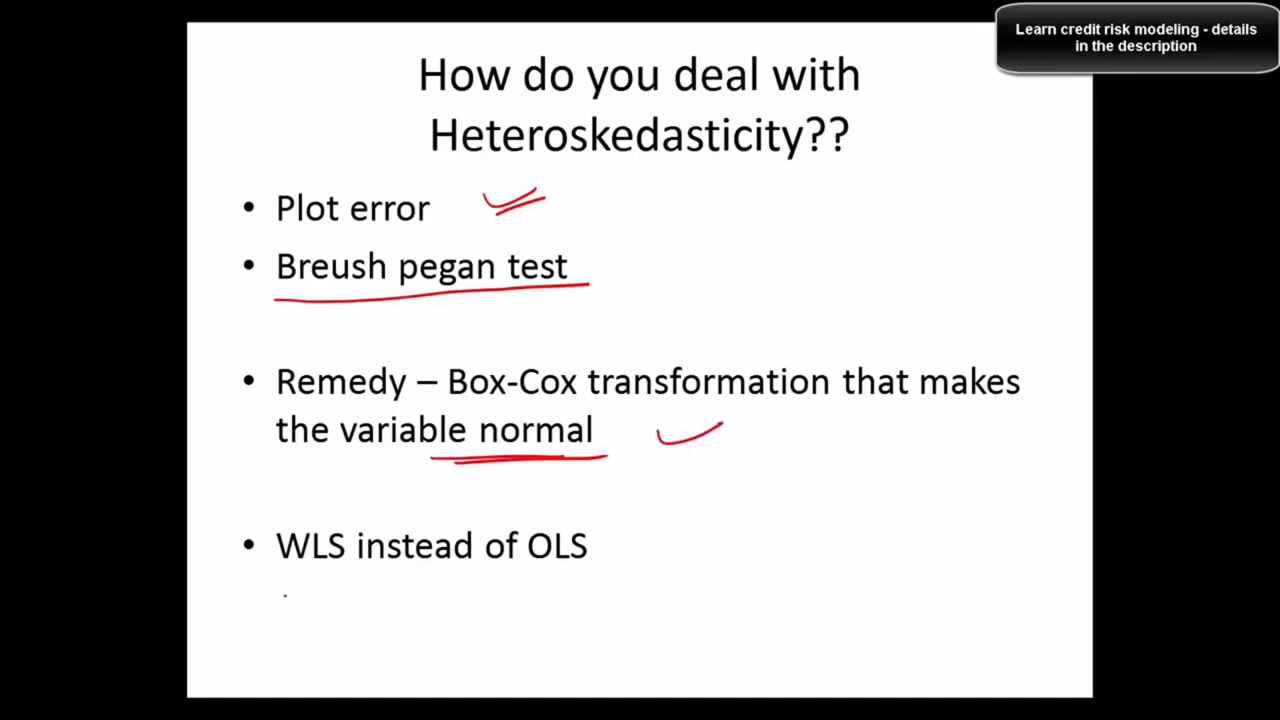 Learn credit risk modeling - details
in the description
How do you deal with
Heteroskedasticity??
• Plot error
• Breush pegan test
• Remedy – Box-Cox transformation that makes
the variable normal
• WLS instead of OLS